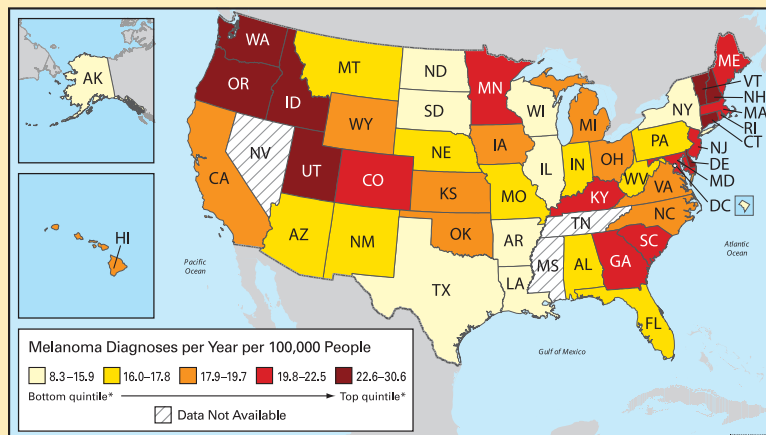 AK
HI
WA
OR
ID
MT
ND
SD
MN
WI
MI
NY
ME
VT
NH
MA
RI
CT
NJ
DE
MD
DC
WY
NV
UT
CA
CO
NE
IA
IL
IN
OH
PA
WV
VA
KS
MO
KY
NC
TN
AZ
NM
OK
AR
SC
MS
AL
GA
TX
LA
FL
Pacific
Ocean
Atlantic
Ocean
Gulf of Mexico
Melanoma Diagnoses per Year per 100,000 People
8.3–15.9 16.0–17.8 17.9–19.7 19.8–22.5 22.6–30.6
Bottom quintile* Top quintile*
Data Not Available